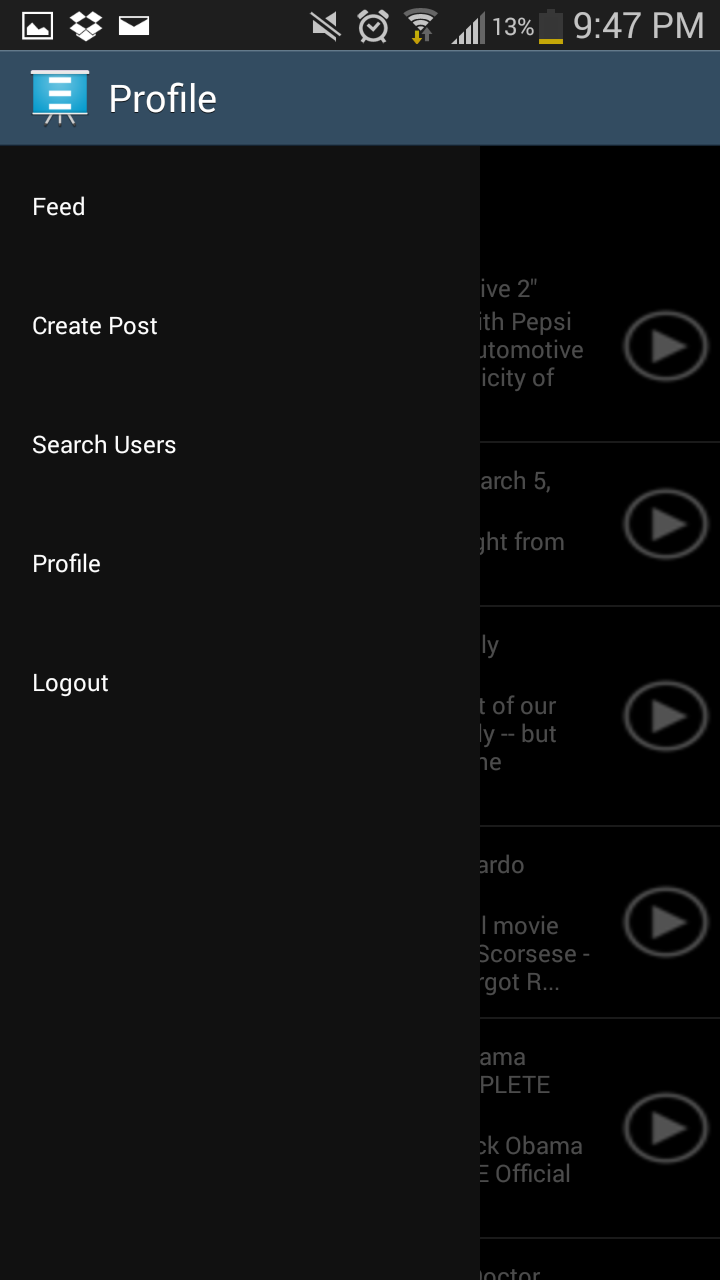 13%
9:47 PM
Profile
Feed
Create Post
Search Users
Profile
Logout
ive 2"
ith Pepsi
utomotive
icity of
arch 5,
ght from
ly
t of our
ly -- but
ne
ardo
l movie
Scorsese -
rgot R...
ama
PLETE
ck Obama
E Official
Doctor